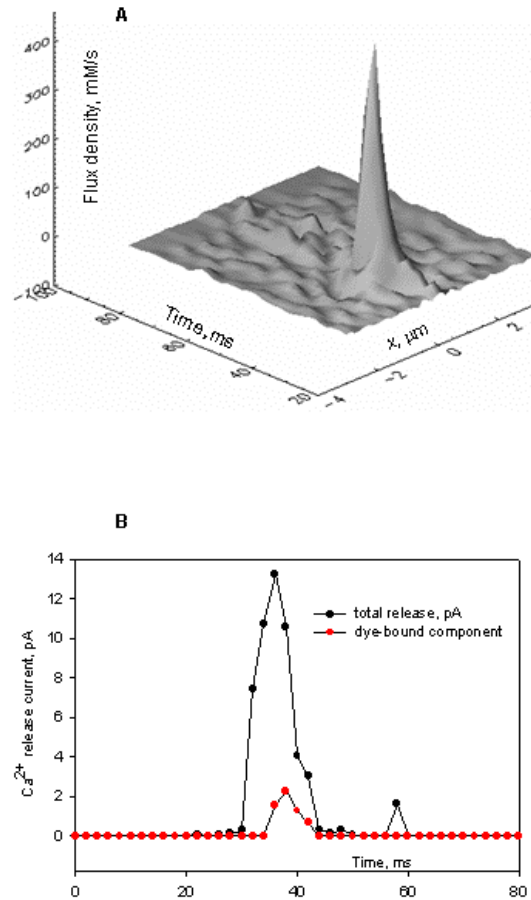 A
Flux density, mM/s
400
300
200
100
0
-100
100
80
60
40
20
Time, ms
-4
-2
0
2
x, μm
B
Ca2+ release current, pA
14
12
10
8
6
4
2
0
total release, pA
dye-bound component
Time, ms
0 20 40 60 80